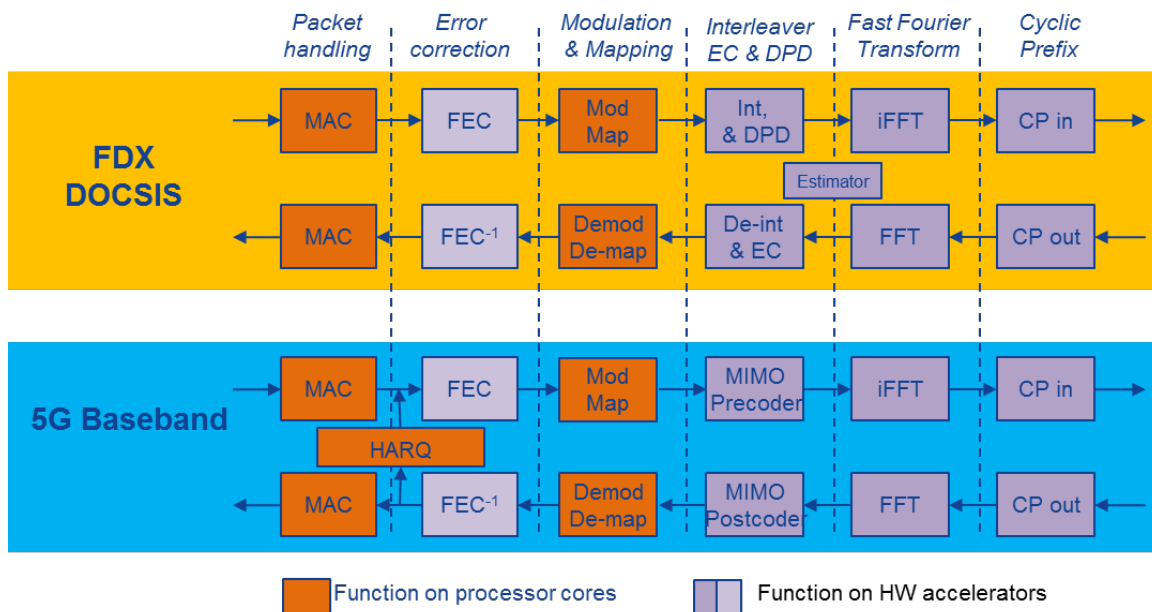 Packet
handling
Error
correction
Modulation
& Mapping
Interleaver
EC & DPD
Fast Fourier
Transform
Cyclic
Prefix
FDX
DOCSIS
MAC
FEC
Mod
Map
Int,
& DPD
iFFT
CP in
Estimator
MAC
FEC-1
Demod
De-map
De-int
& EC
FFT
CP out
5G Baseband
MAC
FEC
Mod
Map
MIMO
Precoder
iFFT
CP in
HARQ
MAC
FEC-1
Demod
De-map
MIMO
Postcoder
FFT
CP out
Function on processor cores
Function on HW accelerators